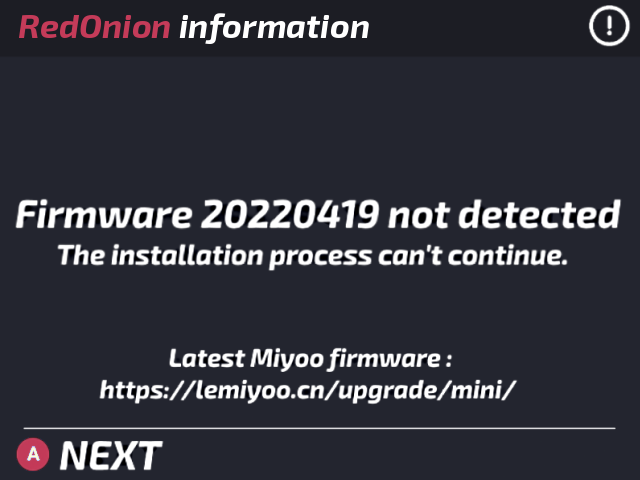 RedOnion information
Firmware 20220419 not detected
The installation process can't continue.
Latest Miyoo firmware :
https://lemiyoo.cn/upgrade/mini/
A NEXT